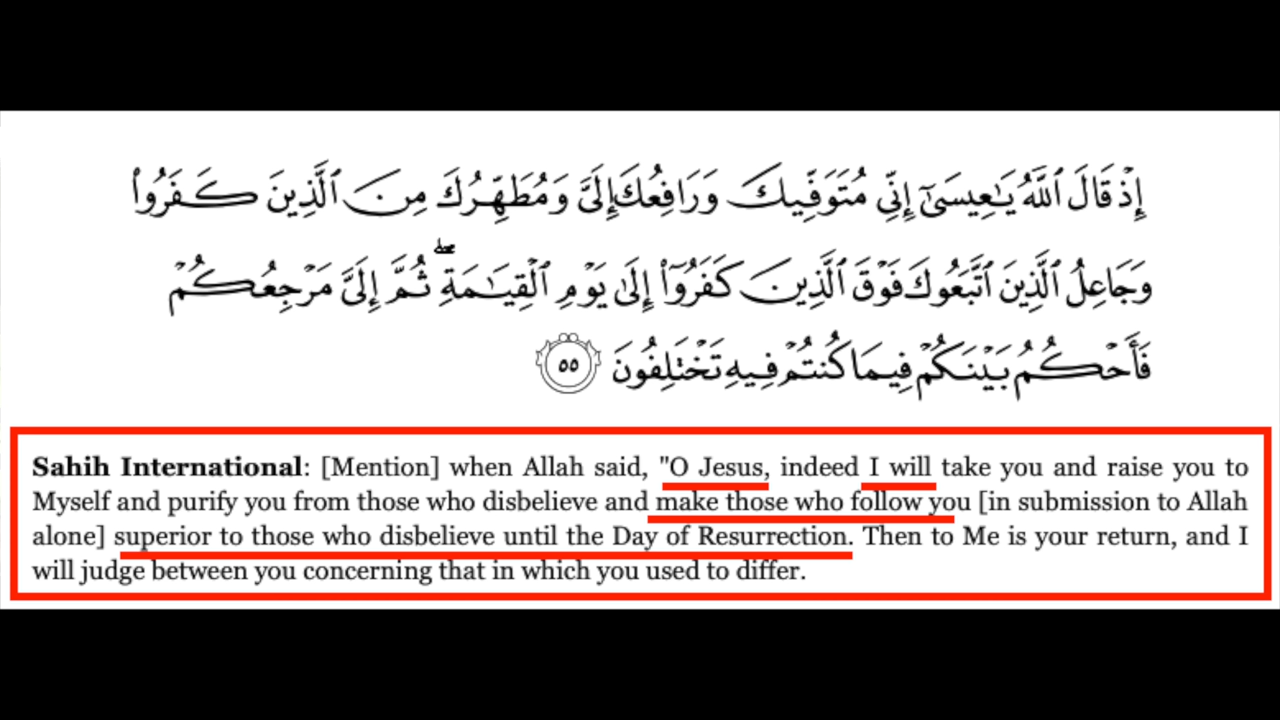 إِذْ قَالَ ٱللَّهُ يَٰعِيسَىٰٓ إِنِّي مُتَوَفِّيكَ وَرَافِعُكَ إِلَيَّ وَمُطَهِّرُكَ مِنَ ٱلَّذِينَ كَفَرُوا۟
وَجَاعِلُ ٱلَّذِينَ ٱتَّبَعُوكَ فَوْقَ ٱلَّذِينَ كَفَرُوٓا۟ إِلَىٰ يَوْمِ ٱلْقِيَٰمَةِ ۖ ثُمَّ إِلَيَّ مَرْجِعُكُمْ
فَأَحْكُمُ بَيْنَكُمْ فِيمَا كُنتُمْ فِيهِ تَخْتَلِفُونَ ٥٥
Sahih International: [Mention] when Allah said, "O Jesus, indeed I will take you and raise you to
Myself and purify you from those who disbelieve and make those who follow you [in submission to Allah
alone] superior to those who disbelieve until the Day of Resurrection. Then to Me is your return, and I
will judge between you concerning that in which you used to differ.